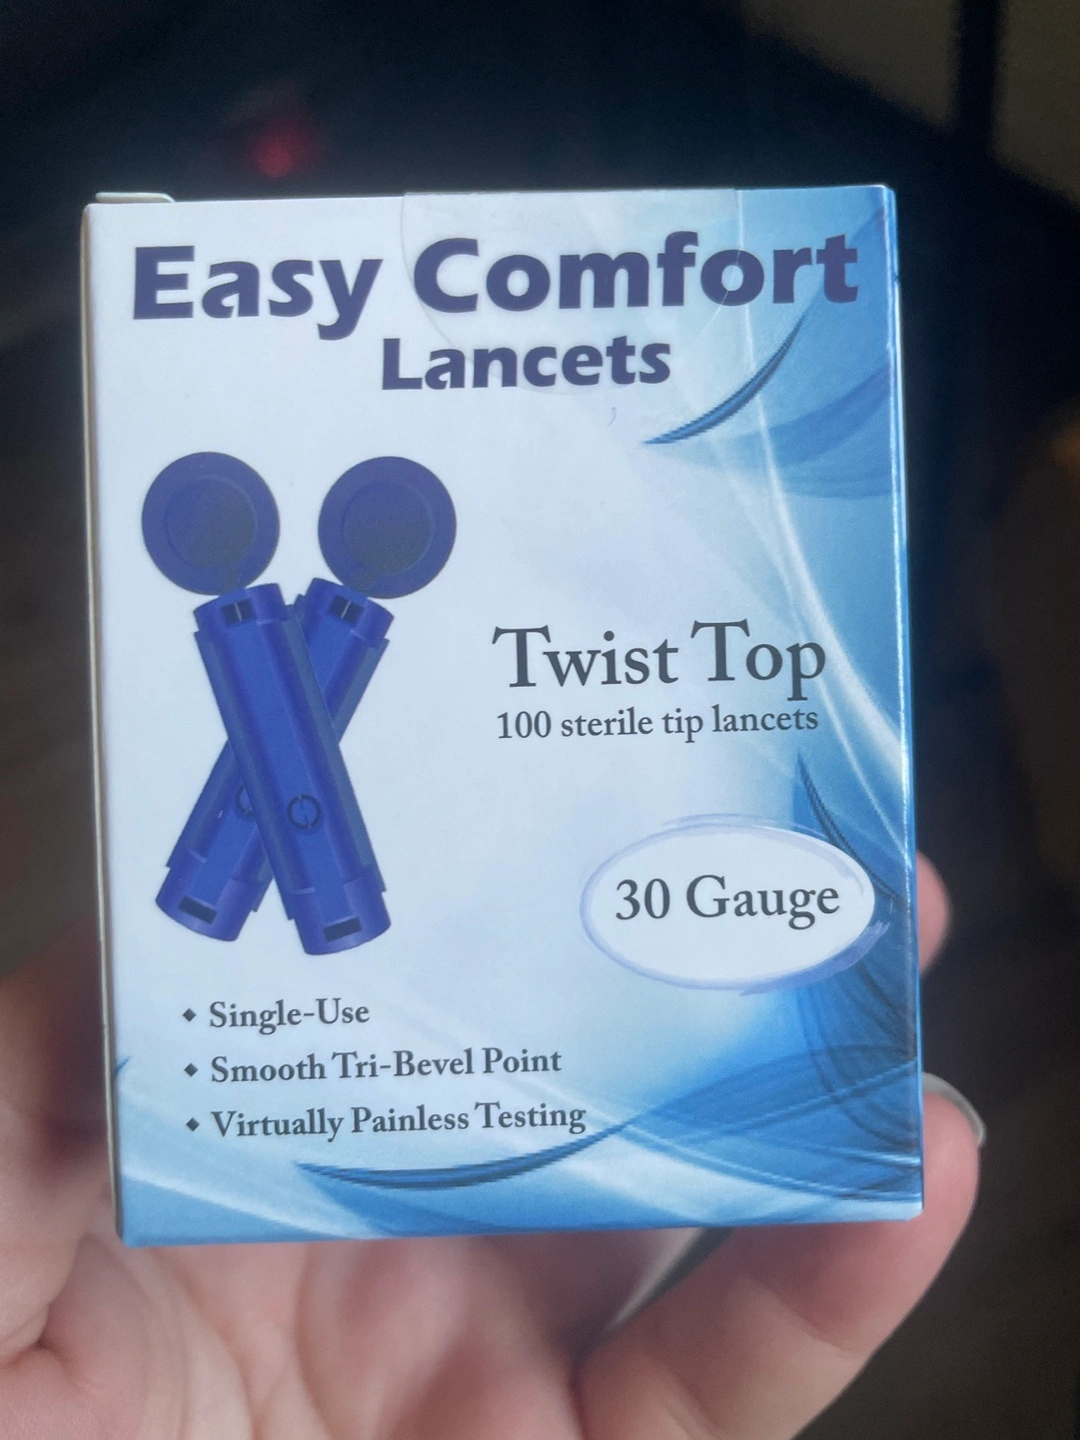 Easy Comfort
Lancets
Twist Top
100 sterile tip lancets
30 Gauge
◆ Single-Use
◆ Smooth Tri-Bevel Point
◆ Virtually Painless Testing